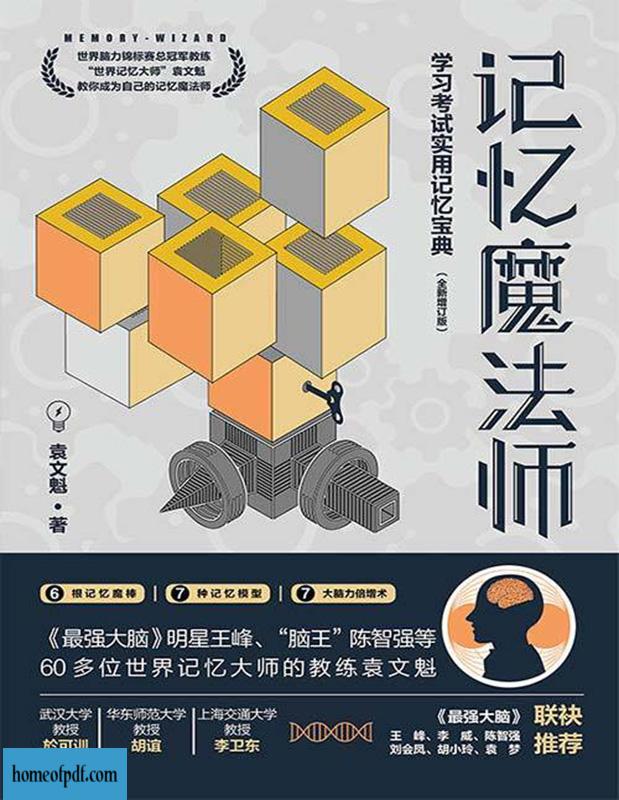 MEMORY-WIZARD
世界脑力锦标赛总冠军教练
“世界记忆大师”袁文魁
教你成为自己的记忆魔法师
记忆魔法师
学习考试实用记忆宝典
(全新增订版)
袁文魁·著
6 根记忆魔棒 | 7 种记忆模型 | 7 大脑力倍增术
《最强大脑》明星王峰、“脑王”陈智强等
60多位世界记忆大师的教练袁文魁
武汉大学
教授
於可训
华东师范大学
教授
胡谊
上海交通大学
教授
李卫东
《最强大脑》
王峰、李威、陈智强
刘会凤、胡小玲、袁梦
联袂
推荐
homeofpdf.com